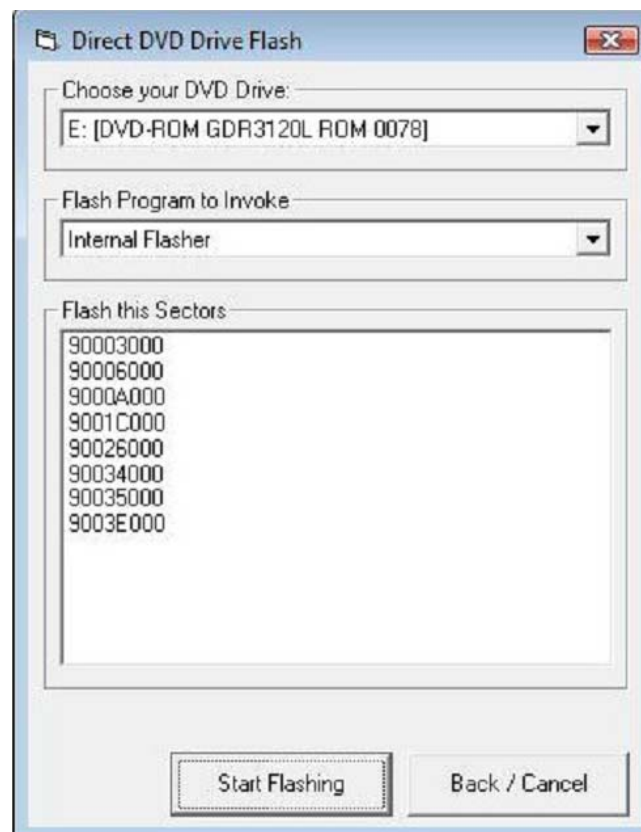 Direct DVD Drive Flash
Choose your DVD Drive:
E: [DVD-ROM GDR3120L ROM 0078]
Flash Program to Invoke
Internal Flasher
Flash this Sectors
90003000
90006000
9000A000
9001C000
90026000
90034000
90035000
9003E000
Start Flashing
Back / Cancel